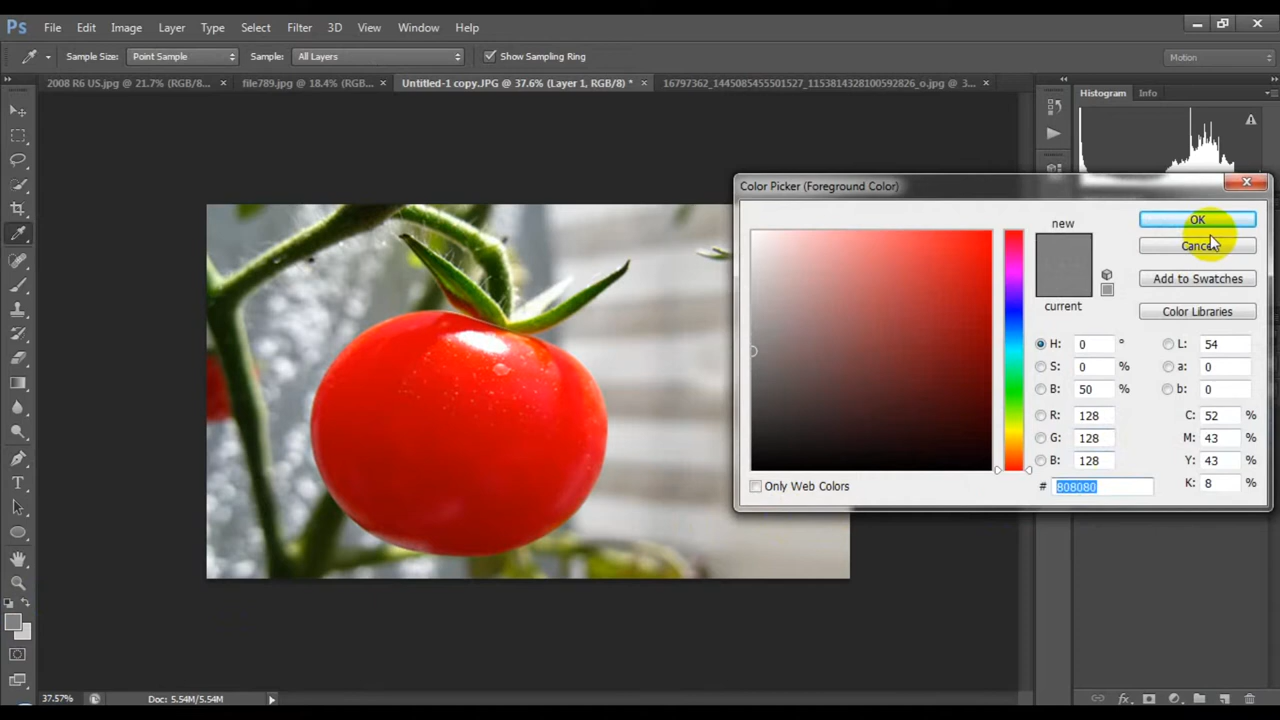 Ps File Edit Image Layer Type Select Filter 3D View Window Help
Sample Size: Point Sample Sample: All Layers Show Sampling Ring Motion
2008 R6 US.jpg @ 21.7% (RGB/8... × file789.jpg @ 18.4% (RGB... × Untitled-1 copy.JPG @ 37.6% (Layer 1, RGB/8) * × 16797362_1445085455501527_1153814328100592826_o.jpg @ 3... ×
Histogram Info
Color Picker (Foreground Color)
new
OK
Cancel
Add to Swatches
current
Color Libraries
H: 0 °
L: 54
S: 0 %
a: 0
B: 50 %
b: 0
R: 128
C: 52 %
G: 128
M: 43 %
B: 128
Y: 43 %
Only Web Colors
# 808080
K: 8 %
T
37.57% Doc: 5.54M/5.54M
fx